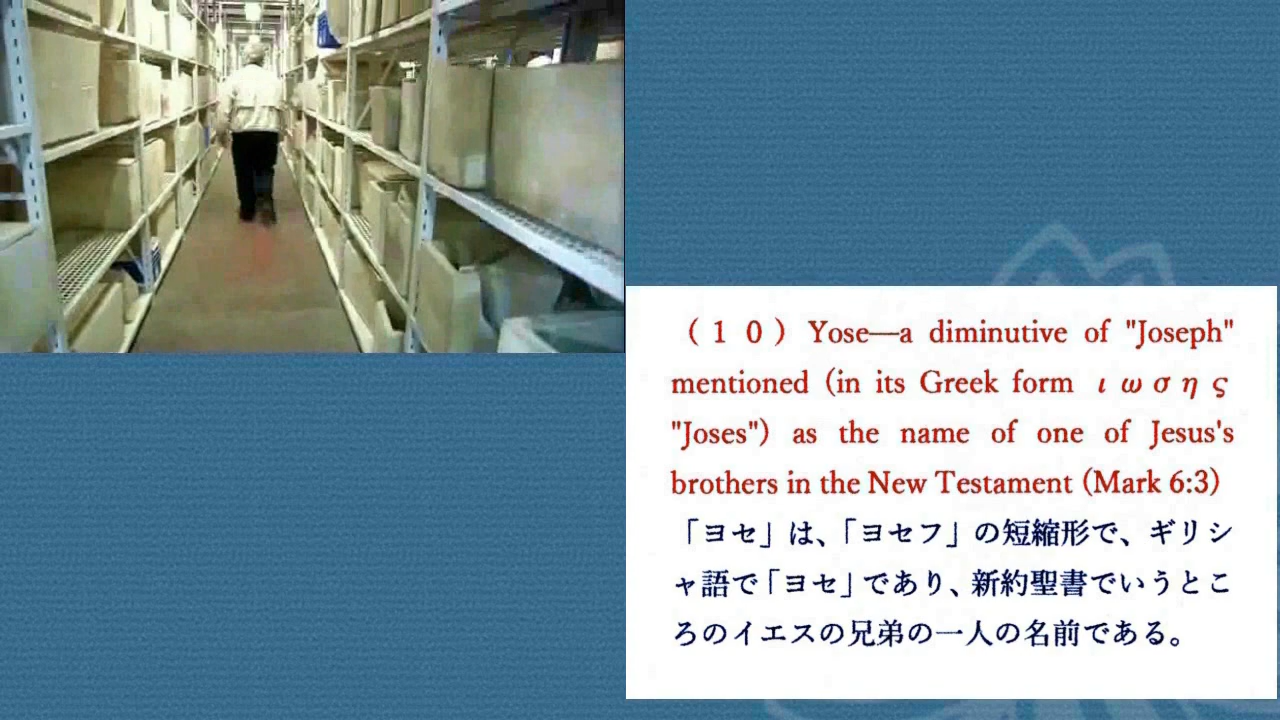 （１０）Yose—a diminutive of "Joseph"
mentioned (in its Greek form ιωσης
"Joses") as the name of one of Jesus's
brothers in the New Testament (Mark 6:3)
「ヨセ」は、「ヨセフ」の短縮形で、ギリシ
ャ語で「ヨセ」であり、新約聖書でいうとこ
ろのイエスの兄弟の一人の名前である。